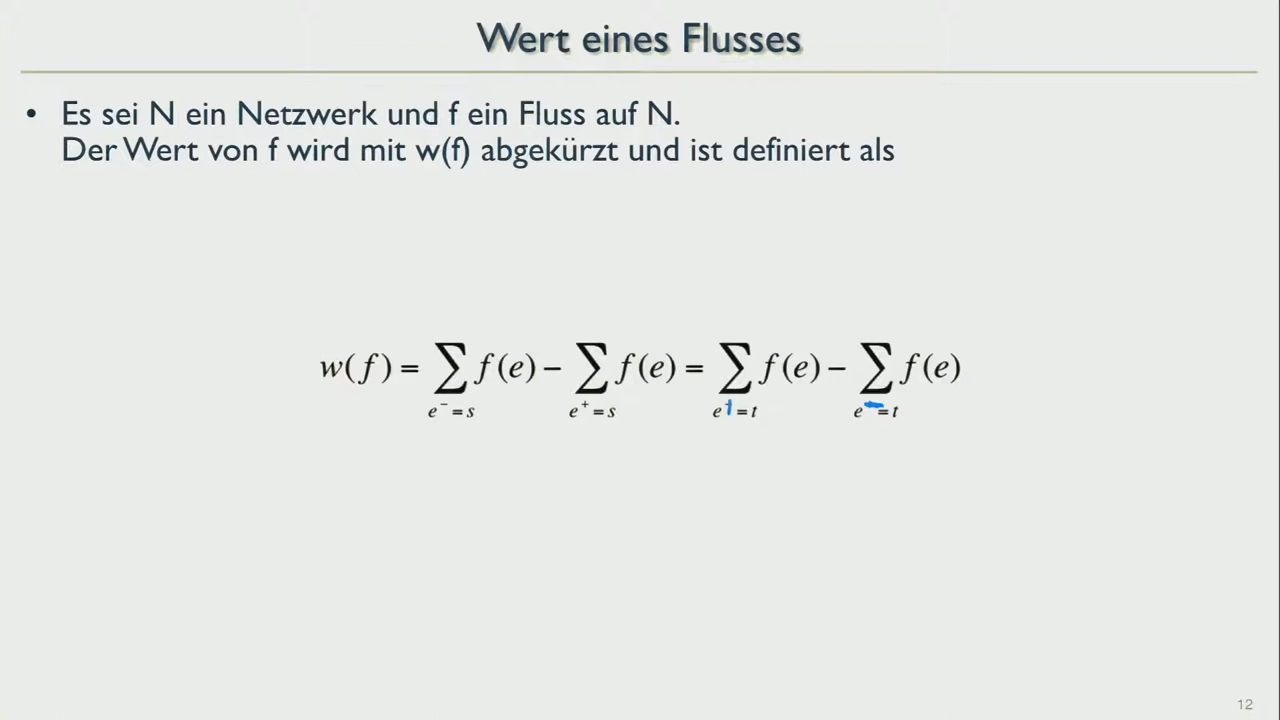 Wert eines Flusses
• Es sei N ein Netzwerk und f ein Fluss auf N.
Der Wert von f wird mit w(f) abgekürzt und ist definiert als
w(f) = ∑ f(e) − ∑ f(e) = ∑ f(e) − ∑ f(e)
e⁻ = s e⁺ = s e⁺ = t e⁻ = t
12